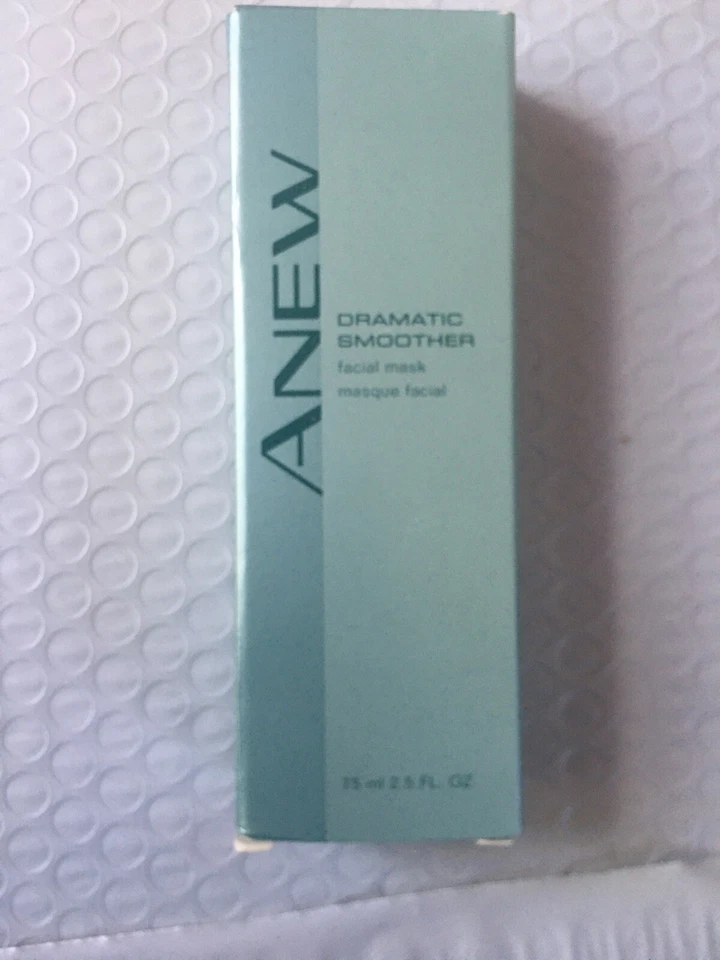 ANEW
DRAMATIC
SMOOTHER
facial mask
masque facial
75 ml 2.5 FL. OZ